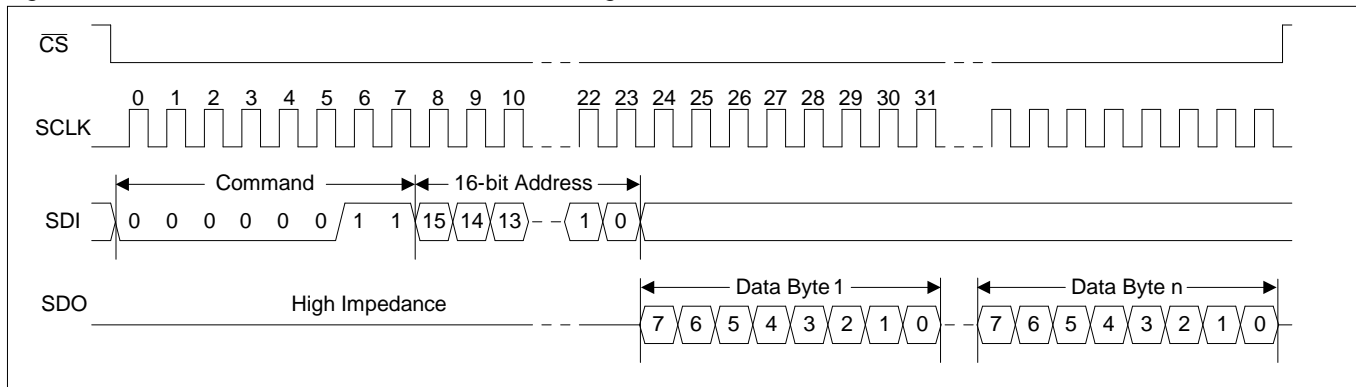 CS
0 1 2 3 4 5 6 7 8 9 10 22 23 24 25 26 27 28 29 30 31
SCLK
Command 16-bit Address
SDI 0 0 0 0 0 0 1 1 15 14 13 1 0
Data Byte 1 Data Byte n
SDO High Impedance
7 6 5 4 3 2 1 0 7 6 5 4 3 2 1 0